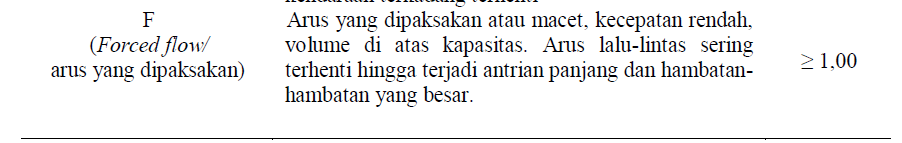 F
(Forced flow/
arus yang dipaksakan)
Arus yang dipaksakan atau macet, kecepatan rendah,
volume di atas kapasitas. Arus lalu-lintas sering
terhenti hingga terjadi antrian panjang dan hambatan-
hambatan yang besar.
≥ 1,00